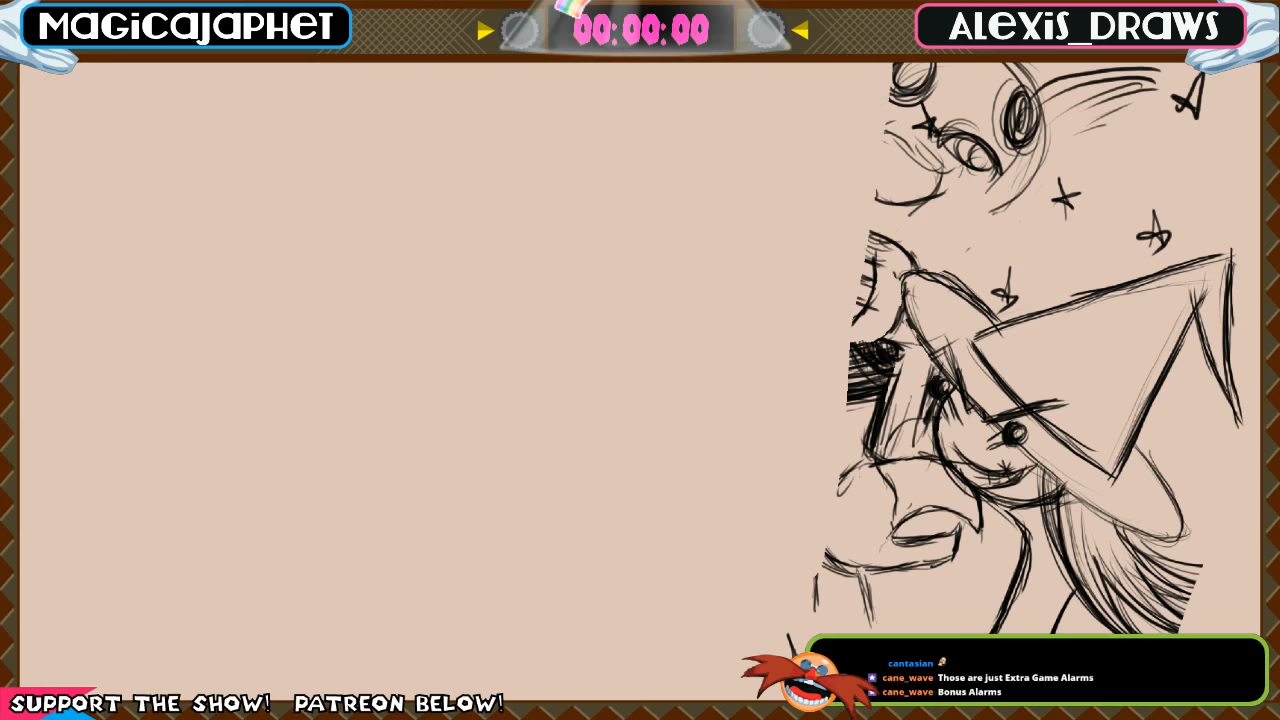 MAGICAJAPHET
00:00:00
ALEXIS_DRAWS
cantasian
cane_wave Those are just Extra Game Alarms
cane_wave Bonus Alarms
SUPPORT THE SHOW! PATREON BELOW!